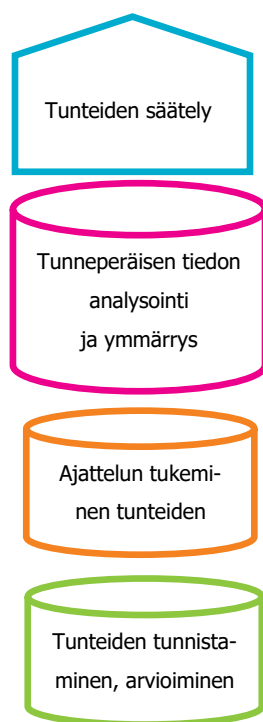 Tunteiden säätely
Tunneperäisen tiedon
analysointi
ja ymmärrys
Ajattelun tukemi-
nen tunteiden
Tunteiden tunnista-
minen, arvioiminen